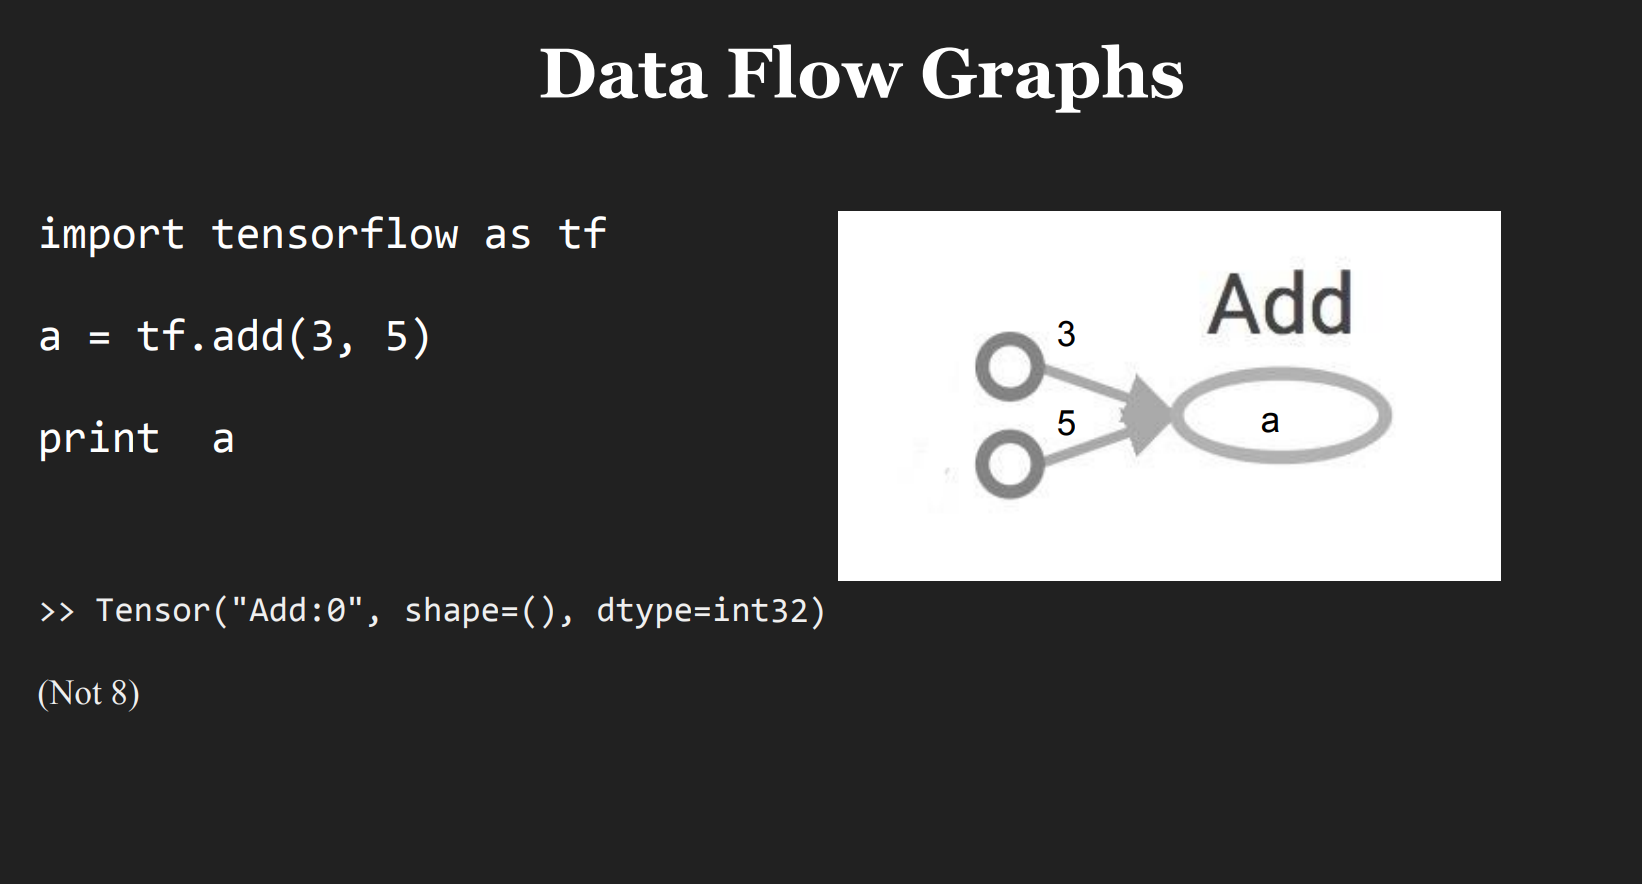 Data Flow Graphs
import tensorflow as tf
a = tf.add(3, 5)
print  a
>> Tensor("Add:0", shape=(), dtype=int32)
(Not 8)
Add
3
5
a